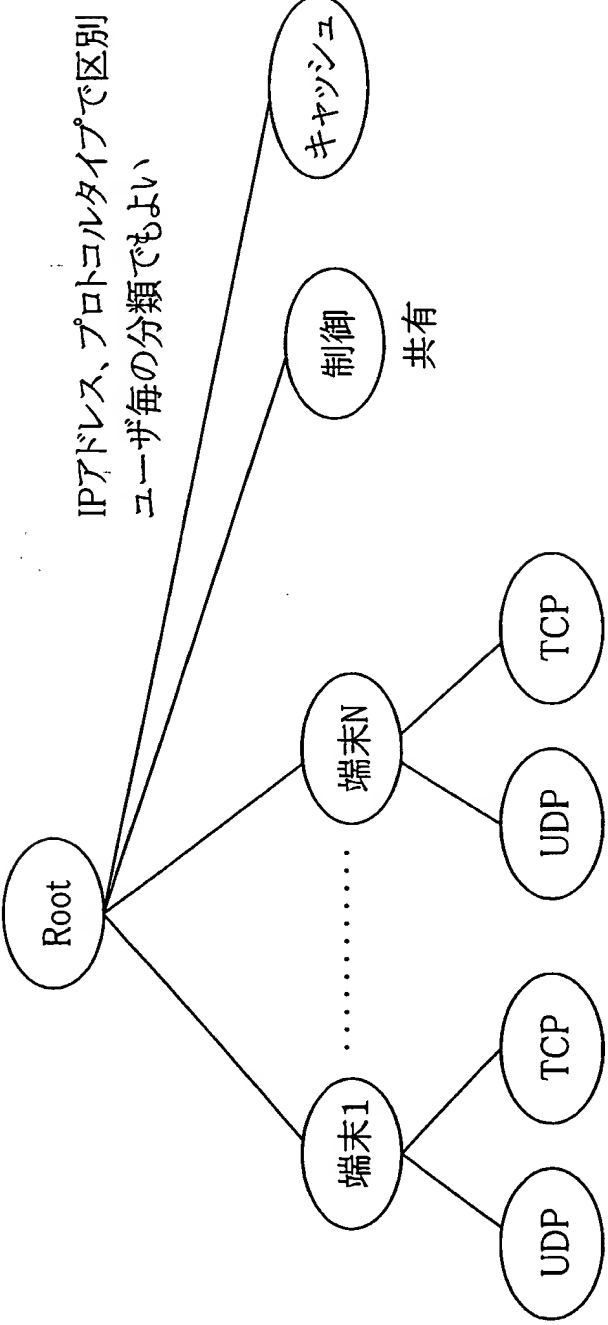 Root
IPアドレス、プロトコルタイプで区別
ユーザ毎の分類でもよい
端末1
端末N
制御
キャッシュ
共有
UDP
TCP
UDP
TCP